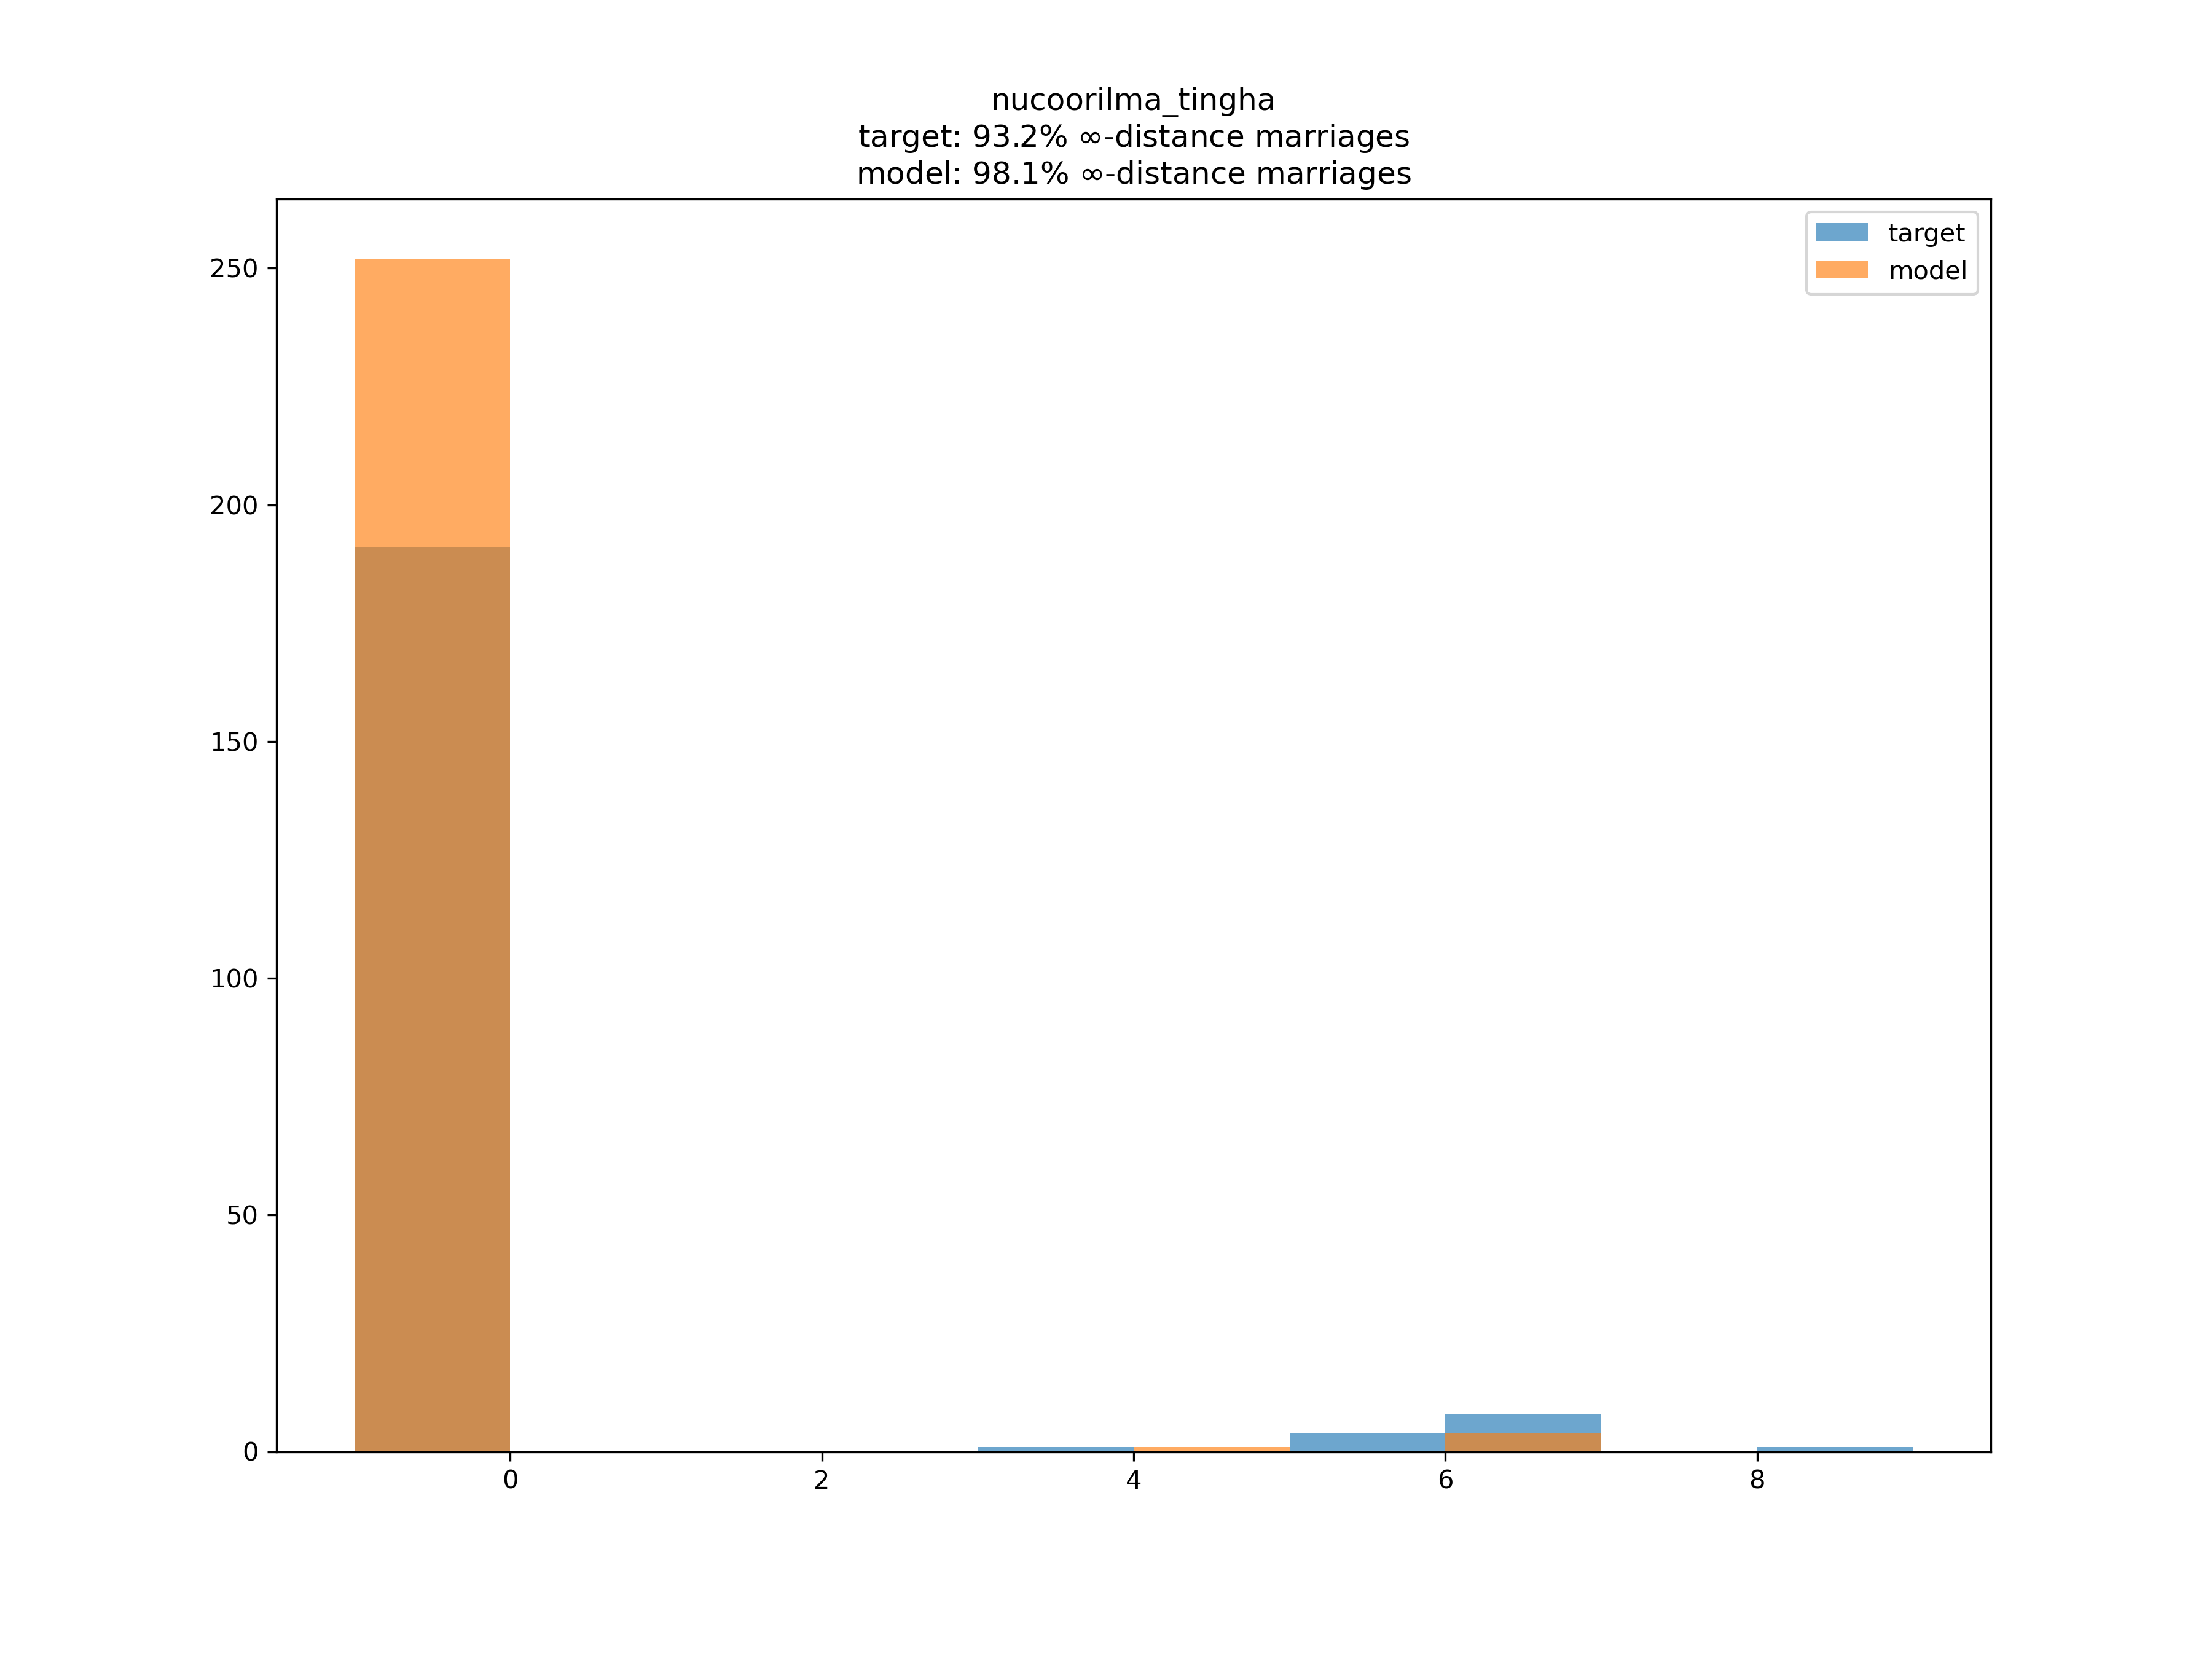 nucoorilma_tingha
target: 93.2% ∞-distance marriages
model: 98.1% ∞-distance marriages
target
model
250
200
150
100
50
0
0 2 4 6 8